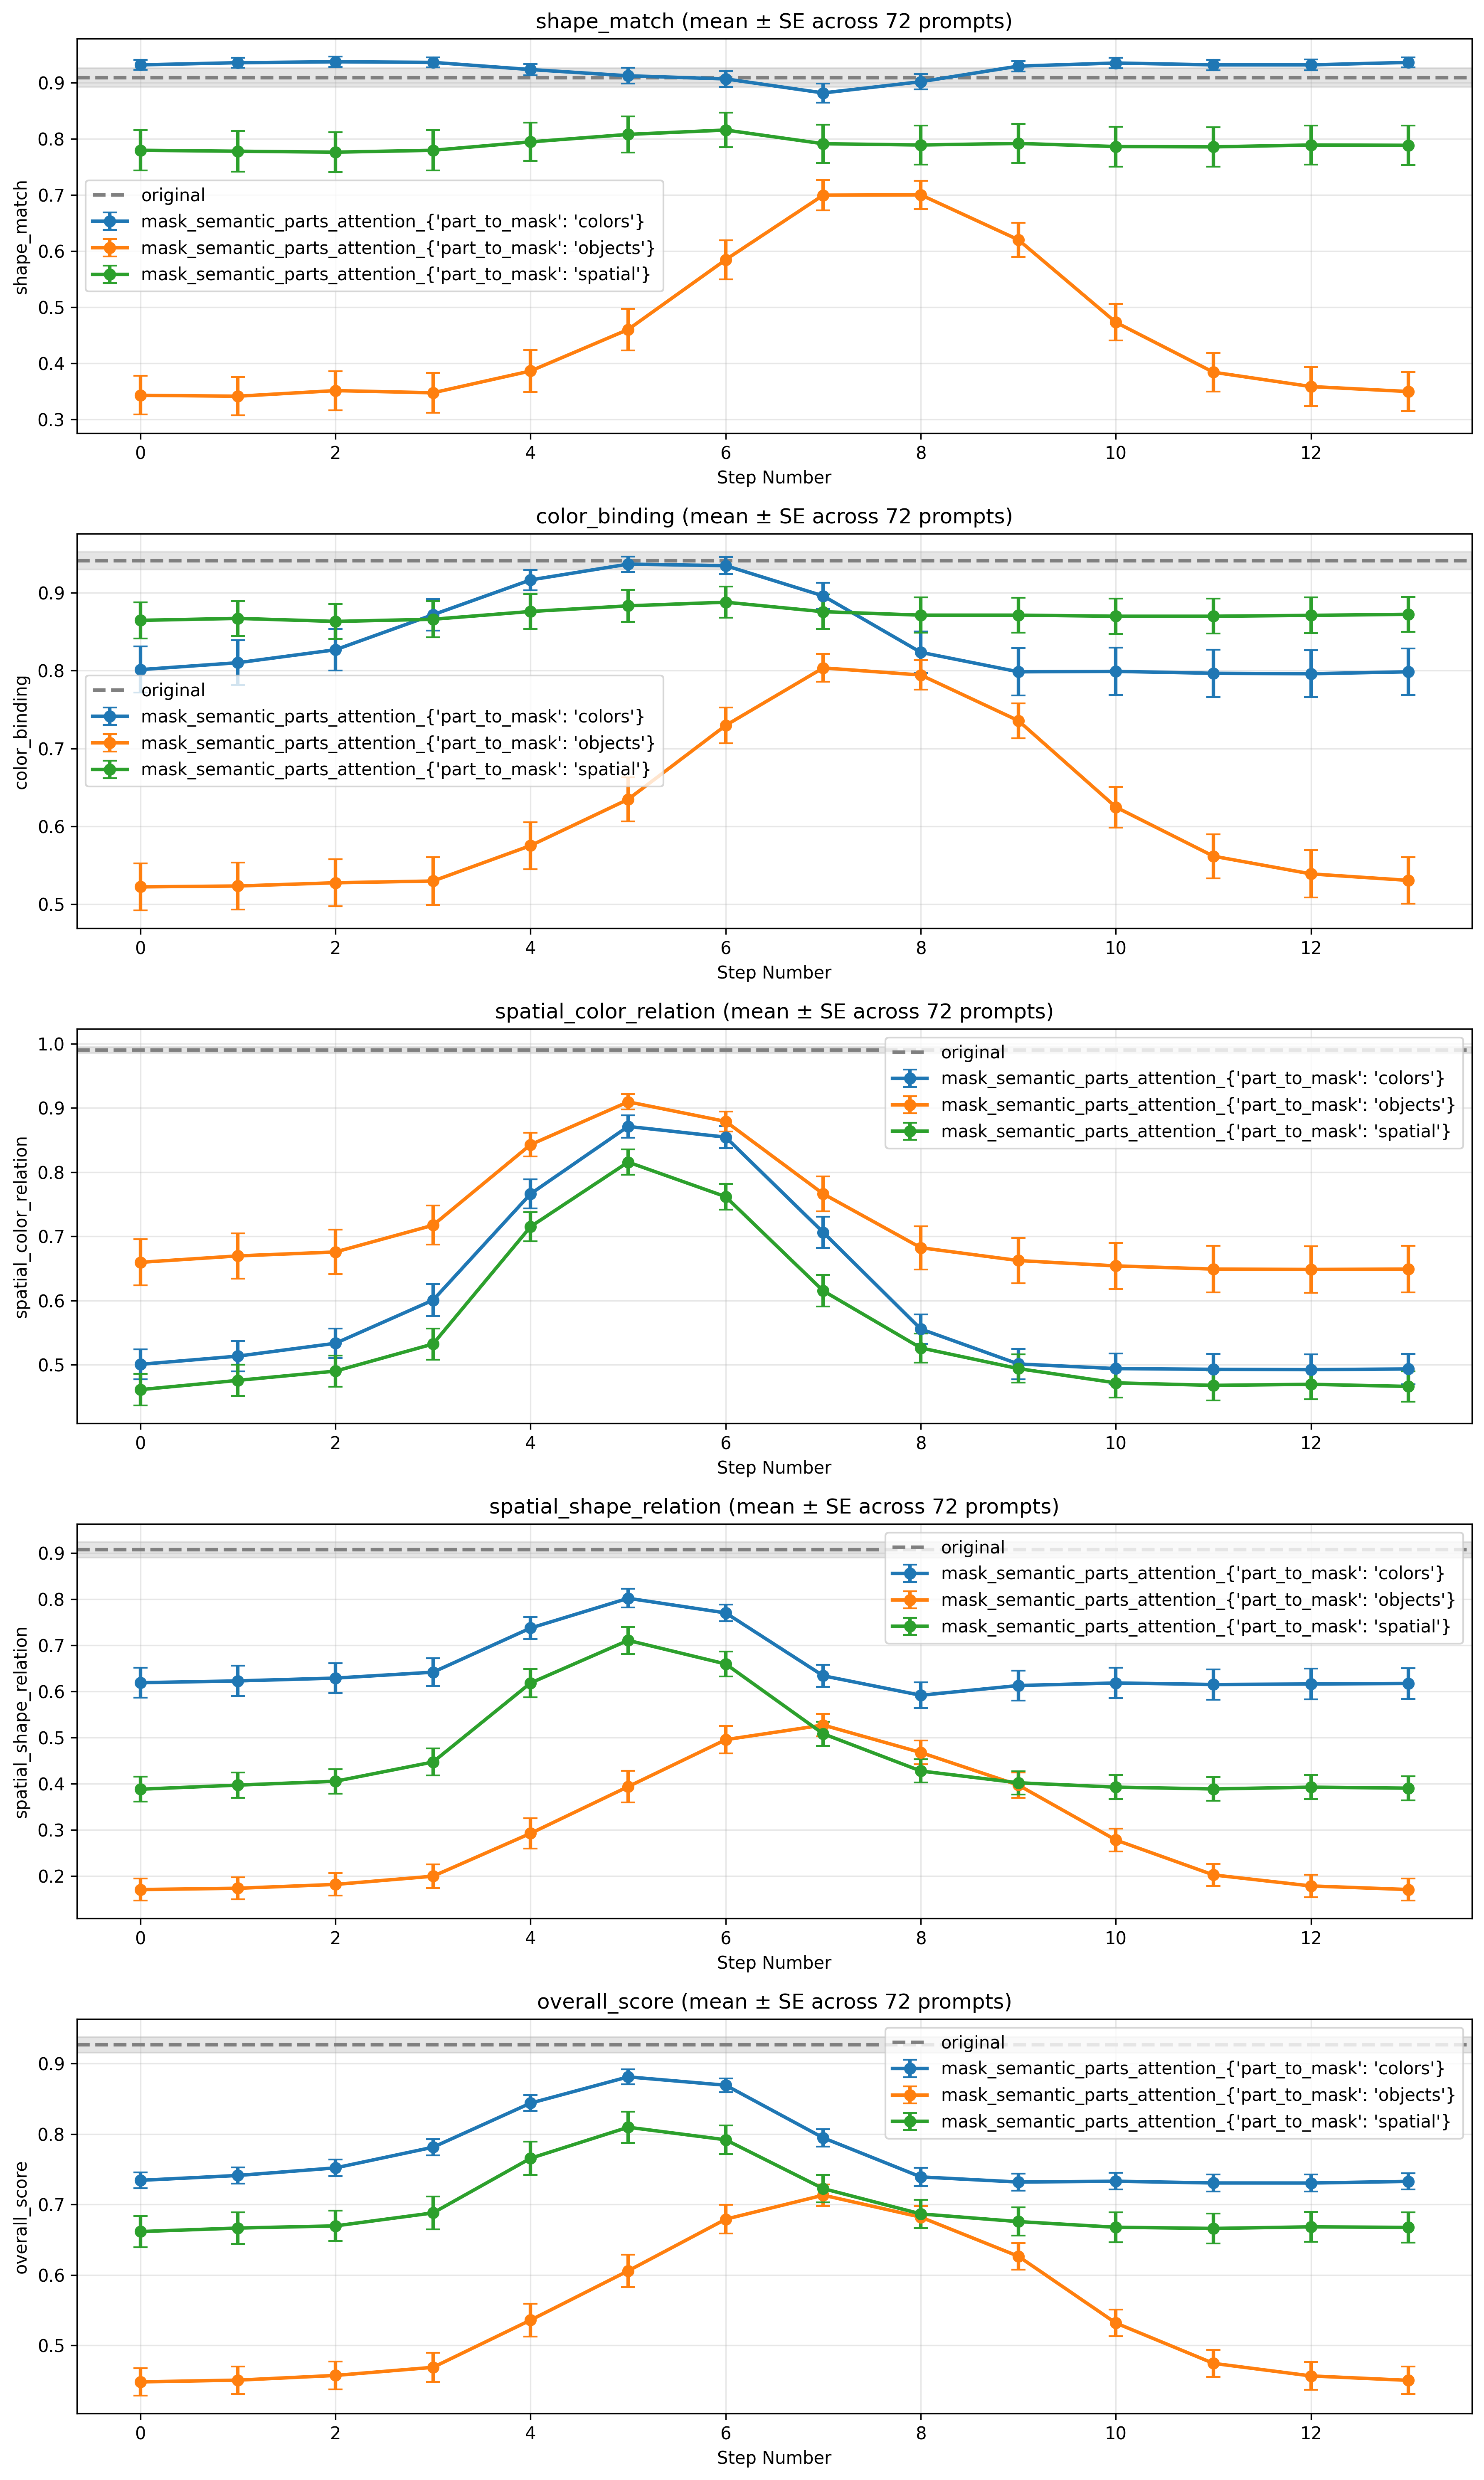 shape_match (mean ± SE across 72 prompts)
shape_match
0.9
0.8
0.7
0.6
0.5
0.4
0.3
original
mask_semantic_parts_attention_{'part_to_mask': 'colors'}
mask_semantic_parts_attention_{'part_to_mask': 'objects'}
mask_semantic_parts_attention_{'part_to_mask': 'spatial'}
0 2 4 6 8 10 12
Step Number
color_binding (mean ± SE across 72 prompts)
color_binding
0.9
0.8
0.7
0.6
0.5
original
mask_semantic_parts_attention_{'part_to_mask': 'colors'}
mask_semantic_parts_attention_{'part_to_mask': 'objects'}
mask_semantic_parts_attention_{'part_to_mask': 'spatial'}
0 2 4 6 8 10 12
Step Number
spatial_color_relation (mean ± SE across 72 prompts)
spatial_color_relation
1.0
0.9
0.8
0.7
0.6
0.5
original
mask_semantic_parts_attention_{'part_to_mask': 'colors'}
mask_semantic_parts_attention_{'part_to_mask': 'objects'}
mask_semantic_parts_attention_{'part_to_mask': 'spatial'}
0 2 4 6 8 10 12
Step Number
spatial_shape_relation (mean ± SE across 72 prompts)
spatial_shape_relation
0.9
0.8
0.7
0.6
0.5
0.4
0.3
0.2
original
mask_semantic_parts_attention_{'part_to_mask': 'colors'}
mask_semantic_parts_attention_{'part_to_mask': 'objects'}
mask_semantic_parts_attention_{'part_to_mask': 'spatial'}
0 2 4 6 8 10 12
Step Number
overall_score (mean ± SE across 72 prompts)
overall_score
0.9
0.8
0.7
0.6
0.5
original
mask_semantic_parts_attention_{'part_to_mask': 'colors'}
mask_semantic_parts_attention_{'part_to_mask': 'objects'}
mask_semantic_parts_attention_{'part_to_mask': 'spatial'}
0 2 4 6 8 10 12
Step Number